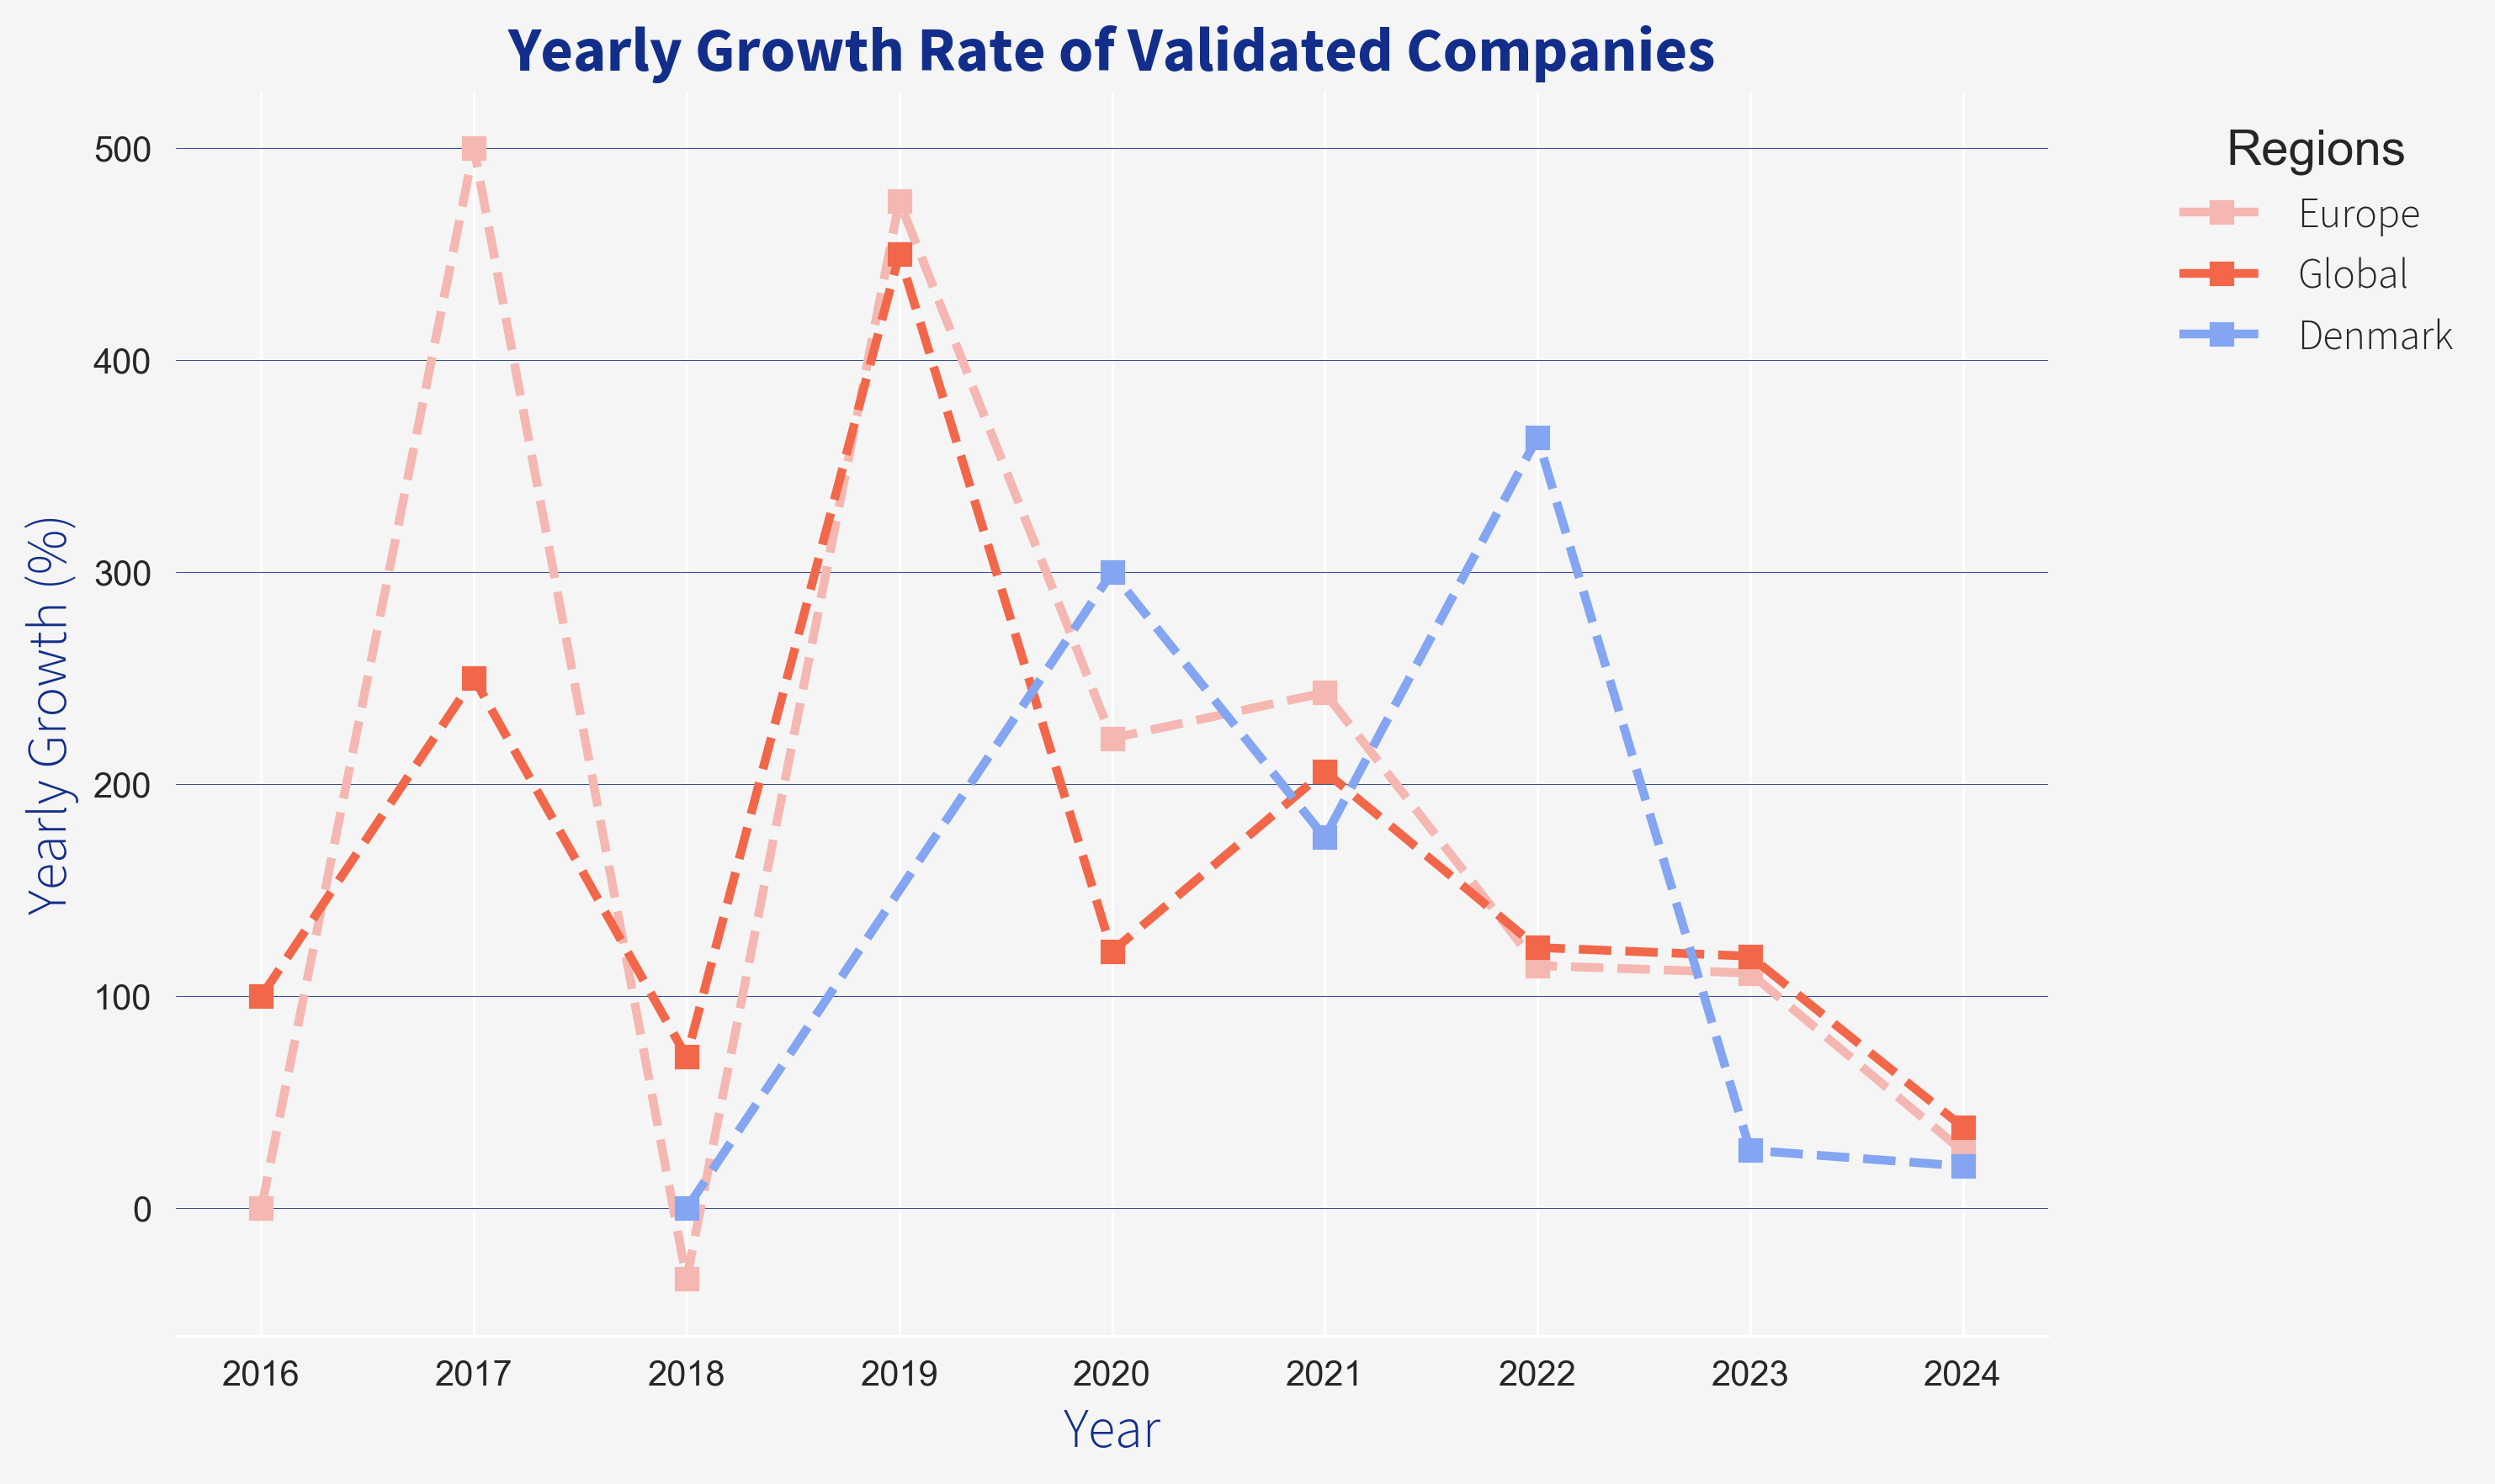 Yearly Growth Rate of Validated Companies
Yearly Growth (%)
500
400
300
200
100
0
2016 2017 2018 2019 2020 2021 2022 2023 2024
Year
Regions
Europe
Global
Denmark